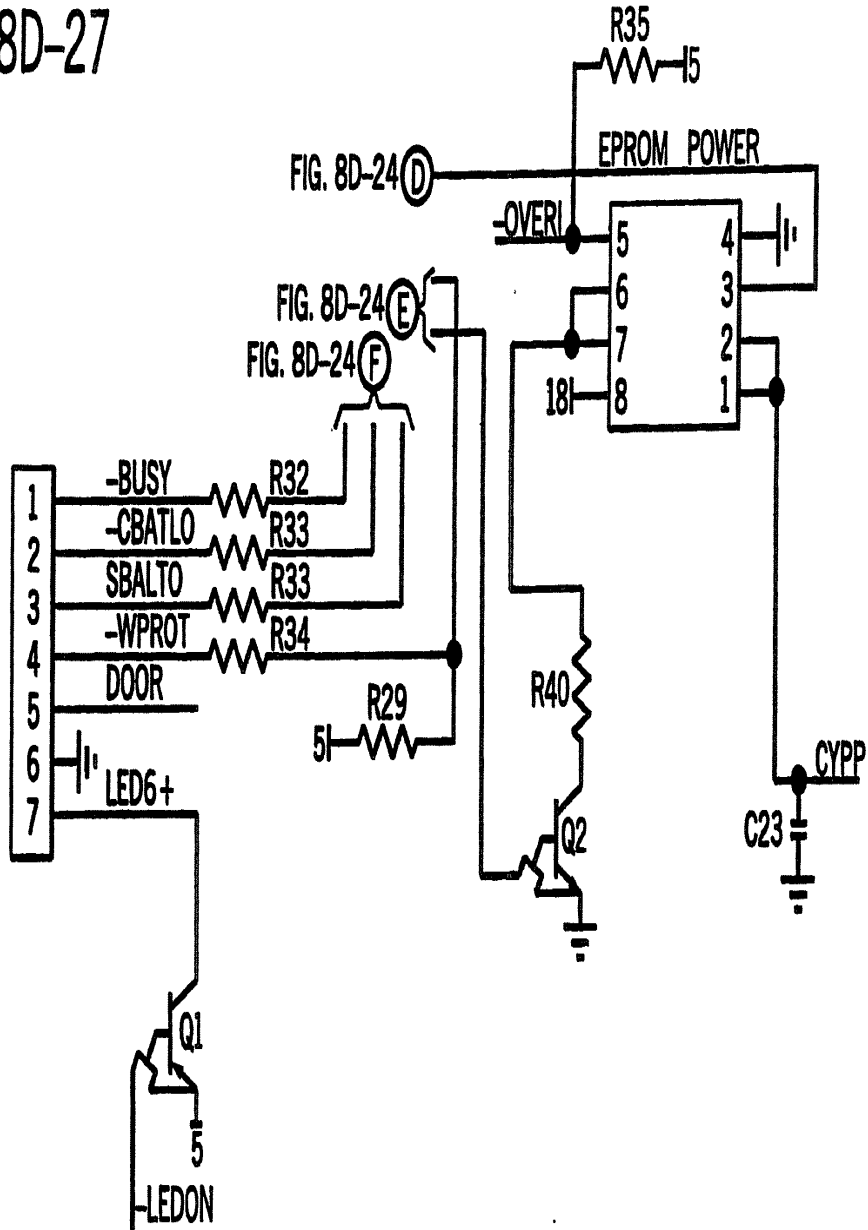 8D-27
R35
5
FIG. 8D-24 D
EPROM POWER
-OVERI
5 4
6 3
7 2
18 8 1
FIG. 8D-24 E
FIG. 8D-24 F
1 -BUSY R32
2 -CBATLO R33
3 SBALTO R33
4 -WPROT R34
5 DOOR
R29
5
6
7 LED6+
R40
CYPP
C23
Q2
Q1
5
-LEDON